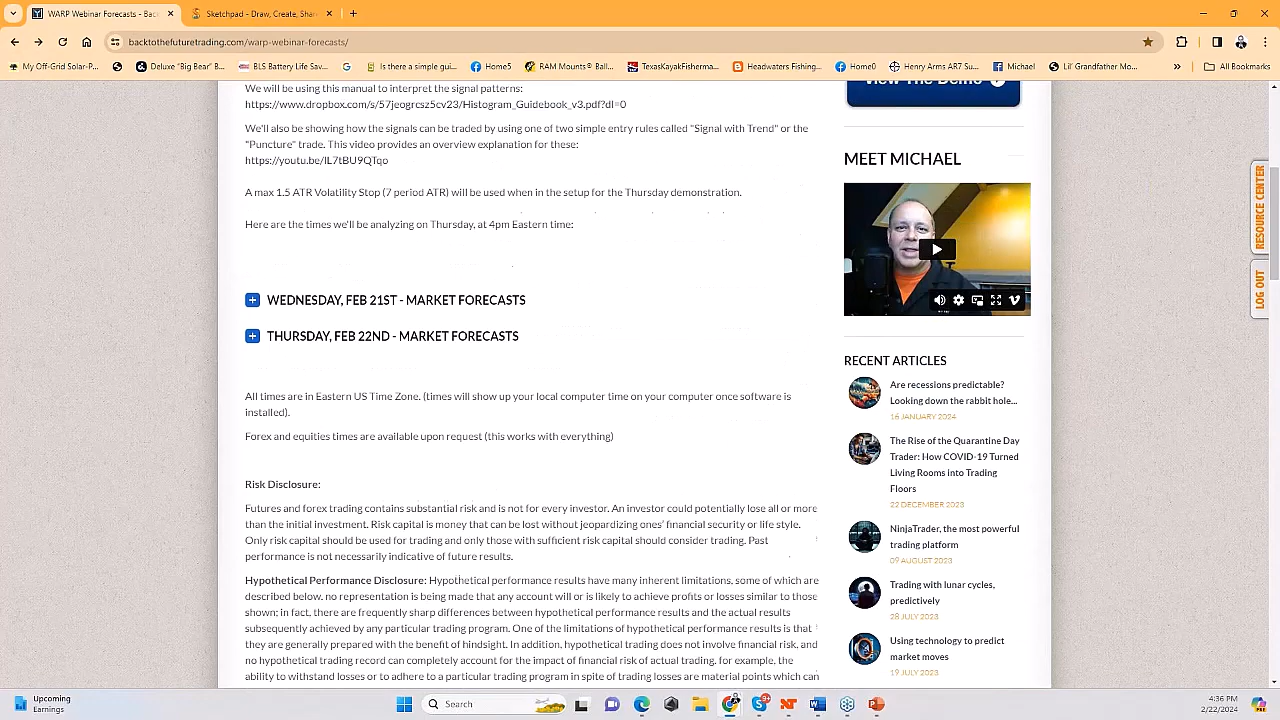 WARP Webinar Forecasts - Bac
Sketchpad - Draw, Create, Shar
backtothefuturetrading.com/warp-webinar-forecasts/
My Off-Grid Solar-P...
Deluxe "Big Bear" B...
BLS Battery Life Sav...
Is there a simple gui...
Home5
RAM Mounts® Ball...
TexasKayakFisherma...
Headwaters Fishing...
Home0
Henry Arms AR7 Su...
Michael
Lil' Grandfather Mo...
All Bookmarks
We will be using this manual to interpret the signal patterns:
https://www.dropbox.com/s/57jeogrcsz5cv23/Histogram_Guidebook_v3.pdf?dl=0
We'll also be showing how the signals can be traded by using one of two simple entry rules called "Signal with Trend" or the
"Puncture" trade. This video provides an overview explanation for these:
https://youtu.be/IL7tBU9QTqo
A max 1.5 ATR Volatility Stop (7 period ATR) will be used when in the setup for the Thursday demonstration.
Here are the times we'll be analyzing on Thursday, at 4pm Eastern time:
WEDNESDAY, FEB 21ST - MARKET FORECASTS
THURSDAY, FEB 22ND - MARKET FORECASTS
All times are in Eastern US Time Zone. (times will show up your local computer time on your computer once software is
installed).
Forex and equities times are available upon request (this works with everything)
Risk Disclosure:
Futures and forex trading contains substantial risk and is not for every investor. An investor could potentially lose all or more
than the initial investment. Risk capital is money that can be lost without jeopardizing ones' financial security or life style.
Only risk capital should be used for trading and only those with sufficient risk capital should consider trading. Past
performance is not necessarily indicative of future results.
Hypothetical Performance Disclosure: Hypothetical performance results have many inherent limitations, some of which are
described below. no representation is being made that any account will or is likely to achieve profits or losses similar to those
shown; in fact, there are frequently sharp differences between hypothetical performance results and the actual results
subsequently achieved by any particular trading program. One of the limitations of hypothetical performance results is that
they are generally prepared with the benefit of hindsight. In addition, hypothetical trading does not involve financial risk, and
no hypothetical trading record can completely account for the impact of financial risk of actual trading. for example, the
ability to withstand losses or to adhere to a particular trading program in spite of trading losses are material points which can
View The Demo
MEET MICHAEL
RECENT ARTICLES
Are recessions predictable?
Looking down the rabbit hole...
16 JANUARY 2024
The Rise of the Quarantine Day
Trader: How COVID-19 Turned
Living Rooms into Trading
Floors
22 DECEMBER 2023
NinjaTrader, the most powerful
trading platform
09 AUGUST 2023
Trading with lunar cycles,
predictively
28 JULY 2023
Using technology to predict
market moves
19 JULY 2023
RESOURCE CENTER
LOG OUT
Upcoming
Earnings
Search
4:36 PM
2/22/2024